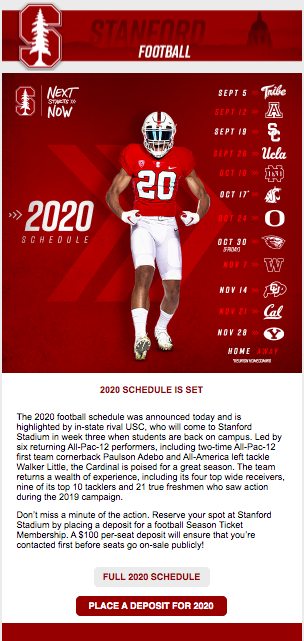 STANFORD
FOOTBALL
S
NEXT
STARTS
NOW
SEPT 5 Tribe
SEPT 12 A
SEPT 19 SC
SEPT 26 Ucla
OCT 10 ND
OCT 17*
OCT 24 O
OCT 30
(FRIDAY)
NOV 7 W
NOV 14 CU
NOV 21 Cal
NOV 28 Y
HOME AWAY
*REUNION HOMECOMING
20
2020
SCHEDULE
2020 SCHEDULE IS SET
The 2020 football schedule was announced today and is
highlighted by in-state rival USC, who will come to Stanford
Stadium in week three when students are back on campus. Led by
six returning All-Pac-12 performers, including two-time All-Pac-12
first team cornerback Paulson Adebo and All-America left tackle
Walker Little, the Cardinal is poised for a great season. The team
returns a wealth of experience, including its four top wide receivers,
nine of its top 10 tacklers and 21 true freshmen who saw action
during the 2019 campaign.
Don't miss a minute of the action. Reserve your spot at Stanford
Stadium by placing a deposit for a football Season Ticket
Membership. A $100 per-seat deposit will ensure that you're
contacted first before seats go on-sale publicly!
FULL 2020 SCHEDULE
PLACE A DEPOSIT FOR 2020